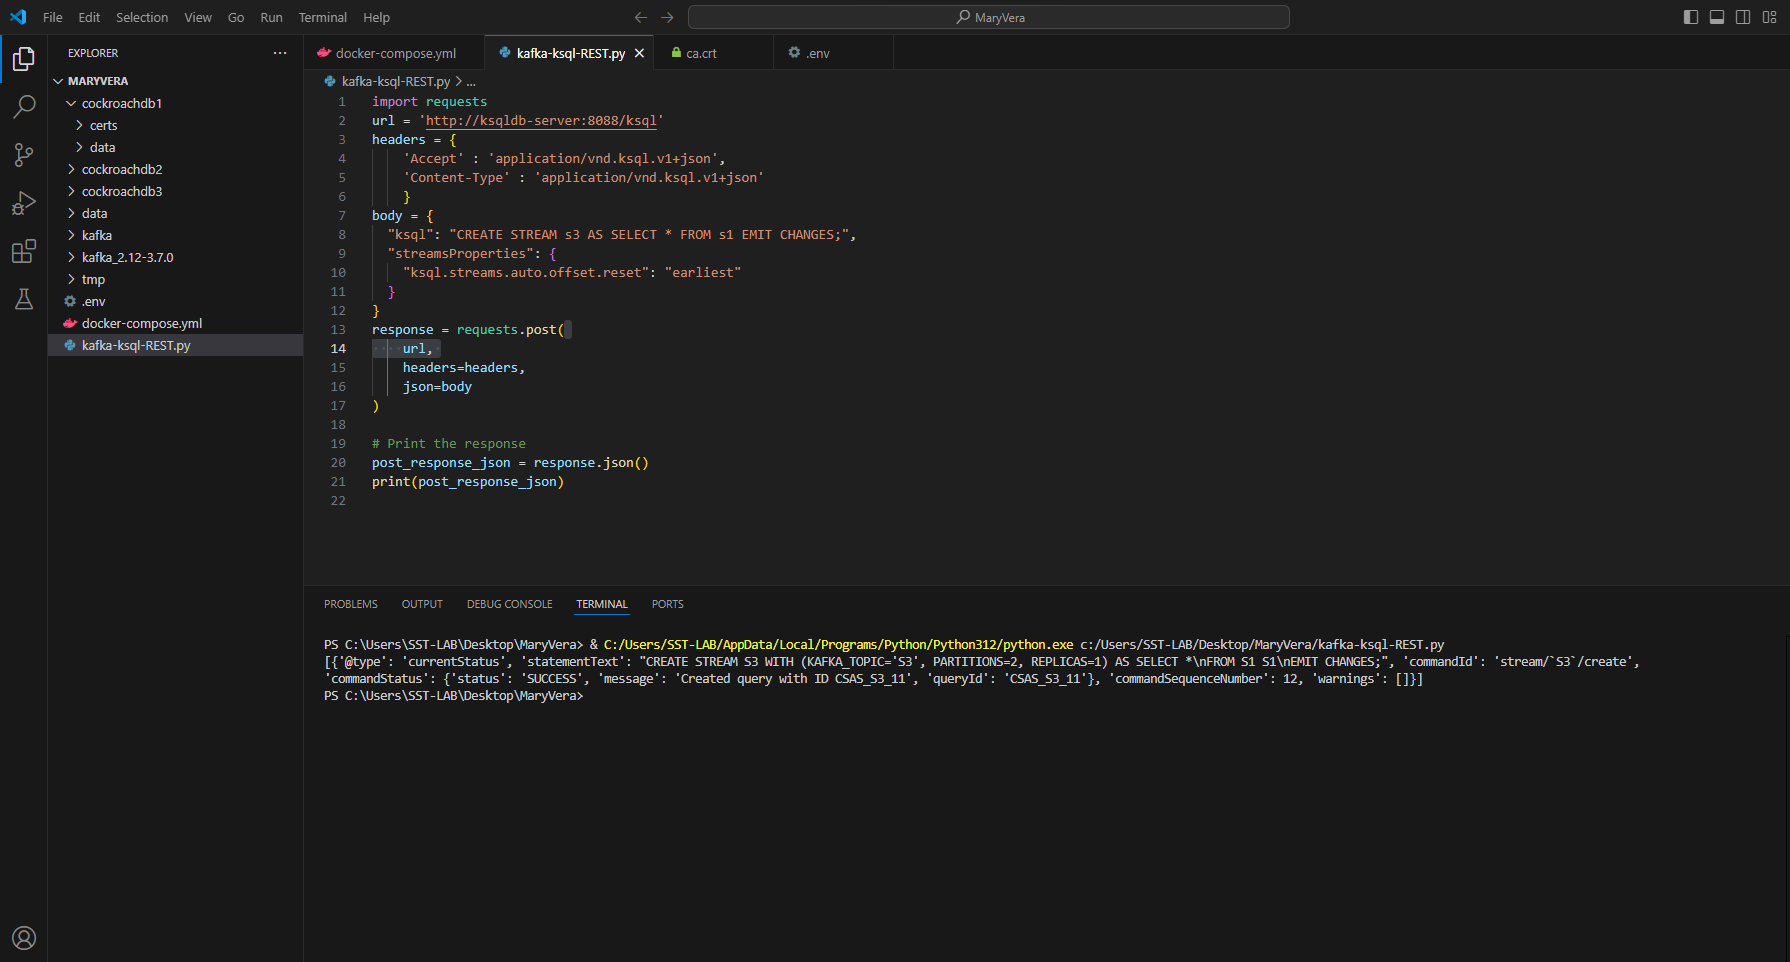 File Edit Selection View Go Run Terminal Help
MaryVera
EXPLORER
MARYVERA
cockroachdb1
certs
data
cockroachdb2
cockroachdb3
data
kafka
kafka_2.12-3.7.0
tmp
.env
docker-compose.yml
kafka-ksql-REST.py
docker-compose.yml kafka-ksql-REST.py ca.crt .env
kafka-ksql-REST.py > ...
1 import requests
2 url = 'http://ksqldb-server:8088/ksql'
3 headers = {
4 'Accept' : 'application/vnd.ksql.v1+json',
5 'Content-Type' : 'application/vnd.ksql.v1+json'
6 }
7 body = {
8 "ksql": "CREATE STREAM s3 AS SELECT * FROM s1 EMIT CHANGES;",
9 "streamsProperties": {
10 "ksql.streams.auto.offset.reset": "earliest"
11 }
12 }
13 response = requests.post(
14 url,
15 headers=headers,
16 json=body
17 )
18
19 # Print the response
20 post_response_json = response.json()
21 print(post_response_json)
22
PROBLEMS OUTPUT DEBUG CONSOLE TERMINAL PORTS
PS C:\Users\SST-LAB\Desktop\MaryVera> & C:/Users/SST-LAB/AppData/Local/Programs/Python/Python312/python.exe c:/Users/SST-LAB/Desktop/MaryVera/kafka-ksql-REST.py
[{'@type': 'currentStatus', 'statementText': "CREATE STREAM S3 WITH (KAFKA_TOPIC='S3', PARTITIONS=2, REPLICAS=1) AS SELECT *\nFROM S1 S1\nEMIT CHANGES;", 'commandId': 'stream/`S3`/create',
'commandStatus': {'status': 'SUCCESS', 'message': 'Created query with ID CSAS_S3_11', 'queryId': 'CSAS_S3_11'}, 'commandSequenceNumber': 12, 'warnings': []}]
PS C:\Users\SST-LAB\Desktop\MaryVera>